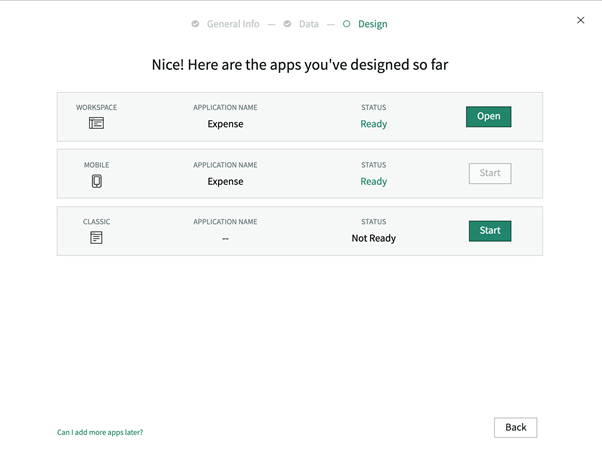 General Info — Data — Design
Nice! Here are the apps you've designed so far
WORKSPACE APPLICATION NAME STATUS
Expense Ready Open
MOBILE APPLICATION NAME STATUS
Expense Ready Start
CLASSIC APPLICATION NAME STATUS
-- Not Ready Start
Can I add more apps later? Back